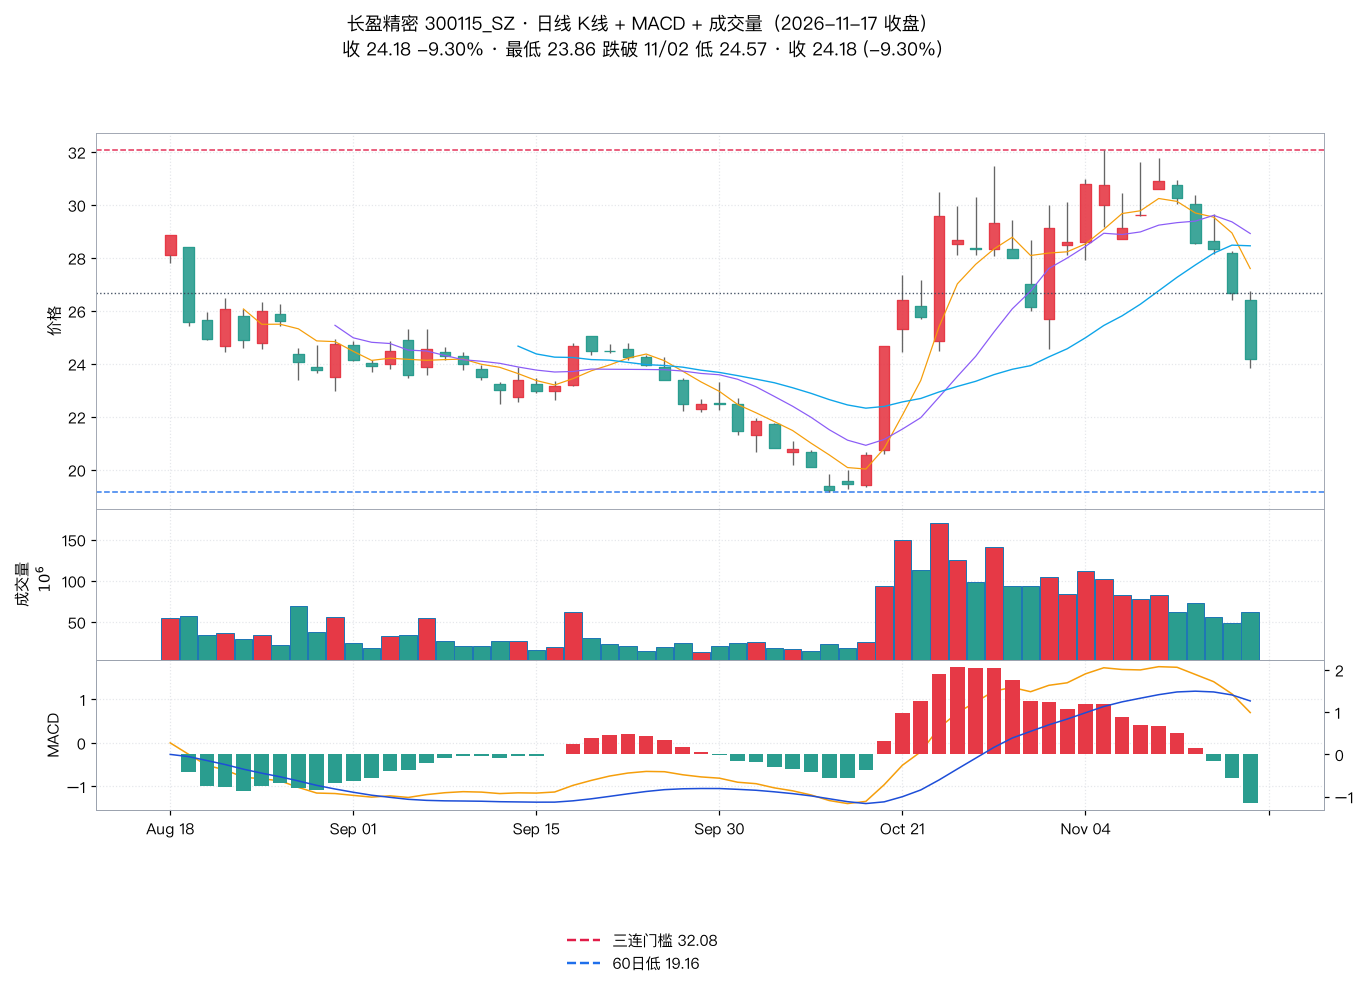 长盈精密 300115_SZ · 日线 K线 + MACD + 成交量（2026-11-17 收盘）
收 24.18 -9.30% · 最低 23.86 跌破 11/02 低 24.57 · 收 24.18 (-9.30%)
价格
32
30
28
26
24
22
20
成交量
10^6
150
100
50
MACD
1
0
−1
2
1
0
−1
Aug 18
Sep 01
Sep 15
Sep 30
Oct 21
Nov 04
三连门槛 32.08
60日低 19.16